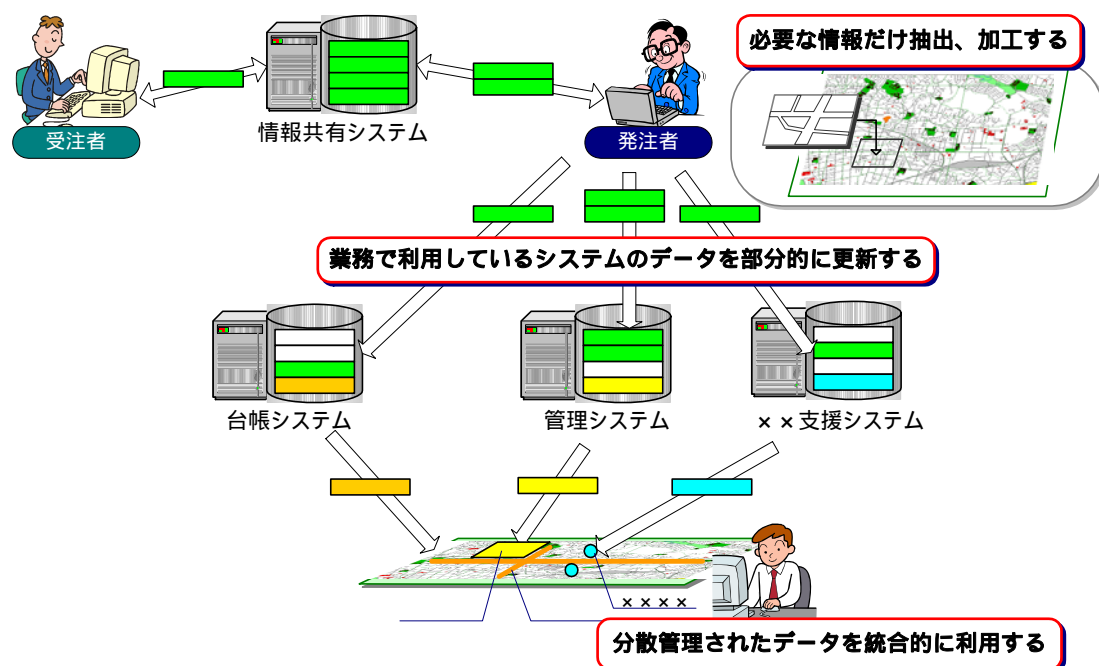 必要な情報だけ抽出、加工する
情報共有システム
受注者
発注者
業務で利用しているシステムのデータを部分的に更新する
台帳システム
管理システム
××支援システム
××××
分散管理されたデータを統合的に利用する